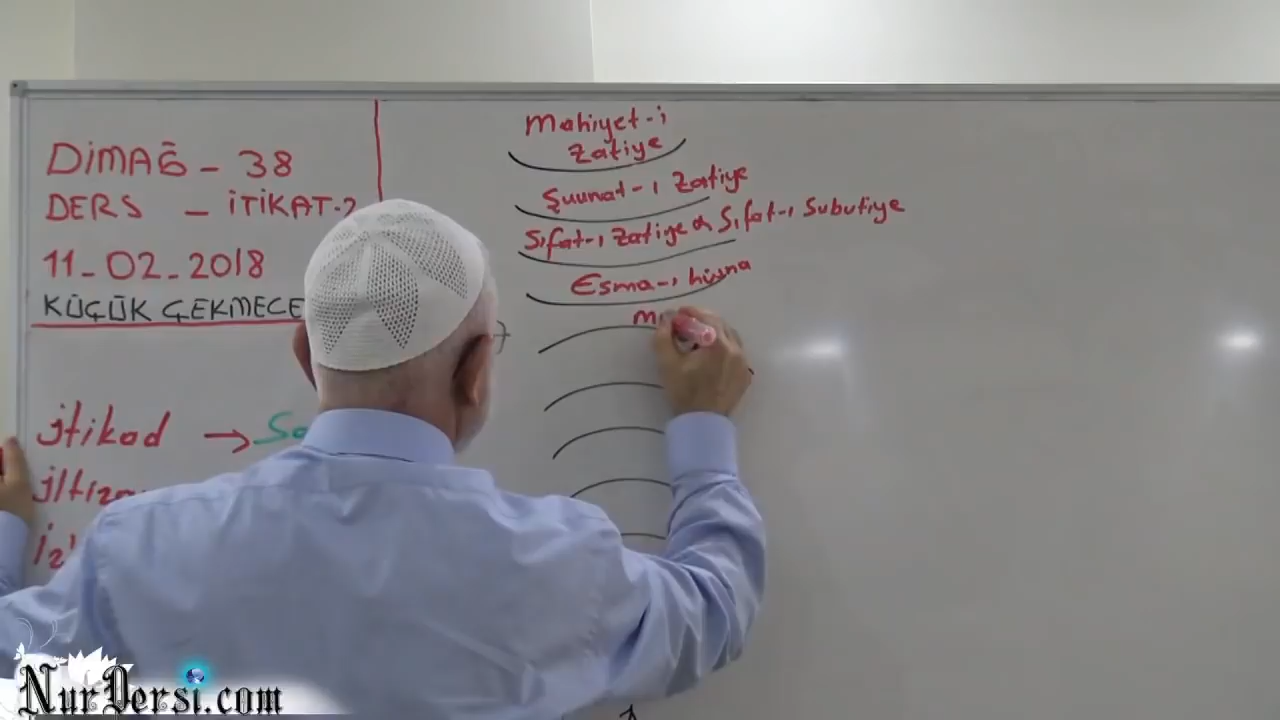 DİMAĞ - 38
DERS - İTİKAT-2
11-02-2018
KÜÇÜK ÇEKMECE
itikad → 
Mahiyet-i
Zatiye
Şuunat-ı Zatiye
Sıfat-ı Zatiye & Sıfat-ı Subutiye
Esma-ı hüsna
NurDersi.com